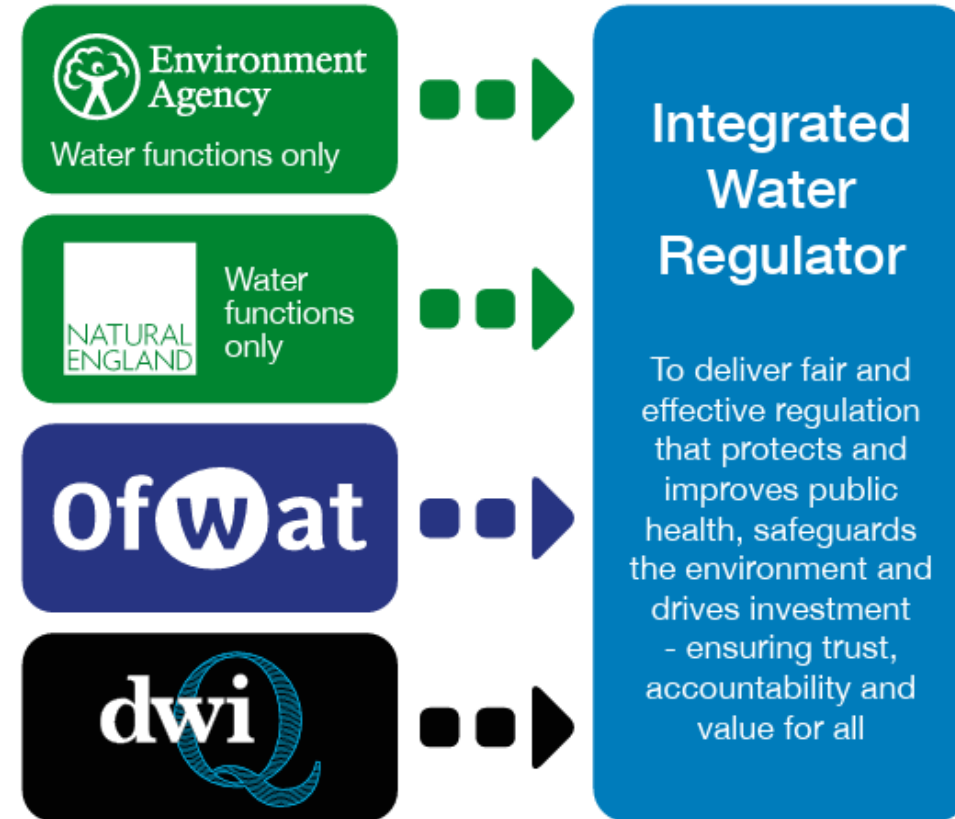 Environment
Agency
Water functions only
NATURAL
ENGLAND
Water
functions
only
Ofwat
dwi
Q
Integrated
Water
Regulator
To deliver fair and
effective regulation
that protects and
improves public
health, safeguards
the environment and
drives investment
- ensuring trust,
accountability and
value for all